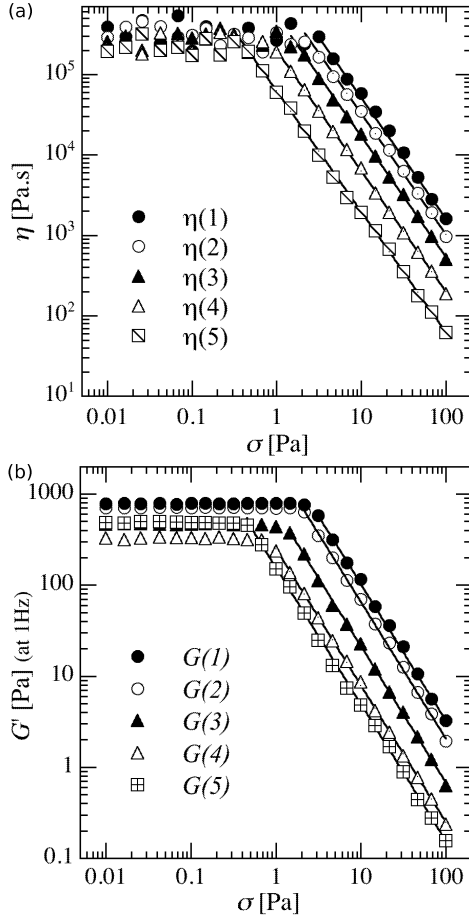 (a)
10^5
10^4
10^3
10^2
10^1
η [Pa.s]
η(1)
η(2)
η(3)
η(4)
η(5)
0.01 0.1 1 10 100
σ [Pa]
(b)
1000
100
10
1
0.1
G' [Pa] (at 1Hz)
G(1)
G(2)
G(3)
G(4)
G(5)
0.01 0.1 1 10 100
σ [Pa]